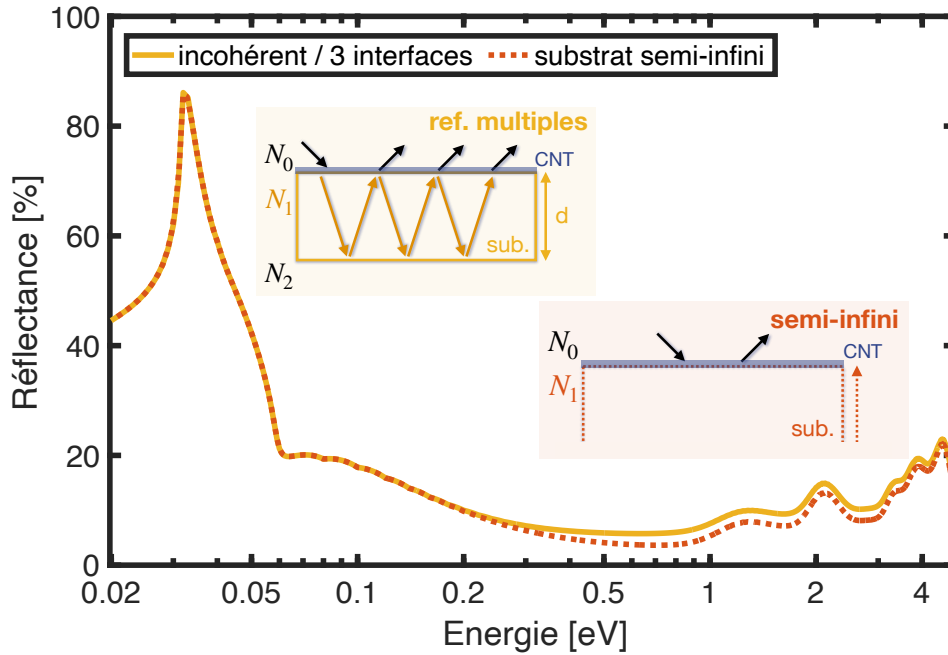 100
80
60
40
20
0
Réflectance [%]
incohérent / 3 interfaces
substrat semi-infini
ref. multiples
N0
CNT
N1
d
sub.
N2
semi-infini
N0
CNT
N1
sub.
0.02
0.05
0.1
0.2
0.5
1
2
4
Energie [eV]